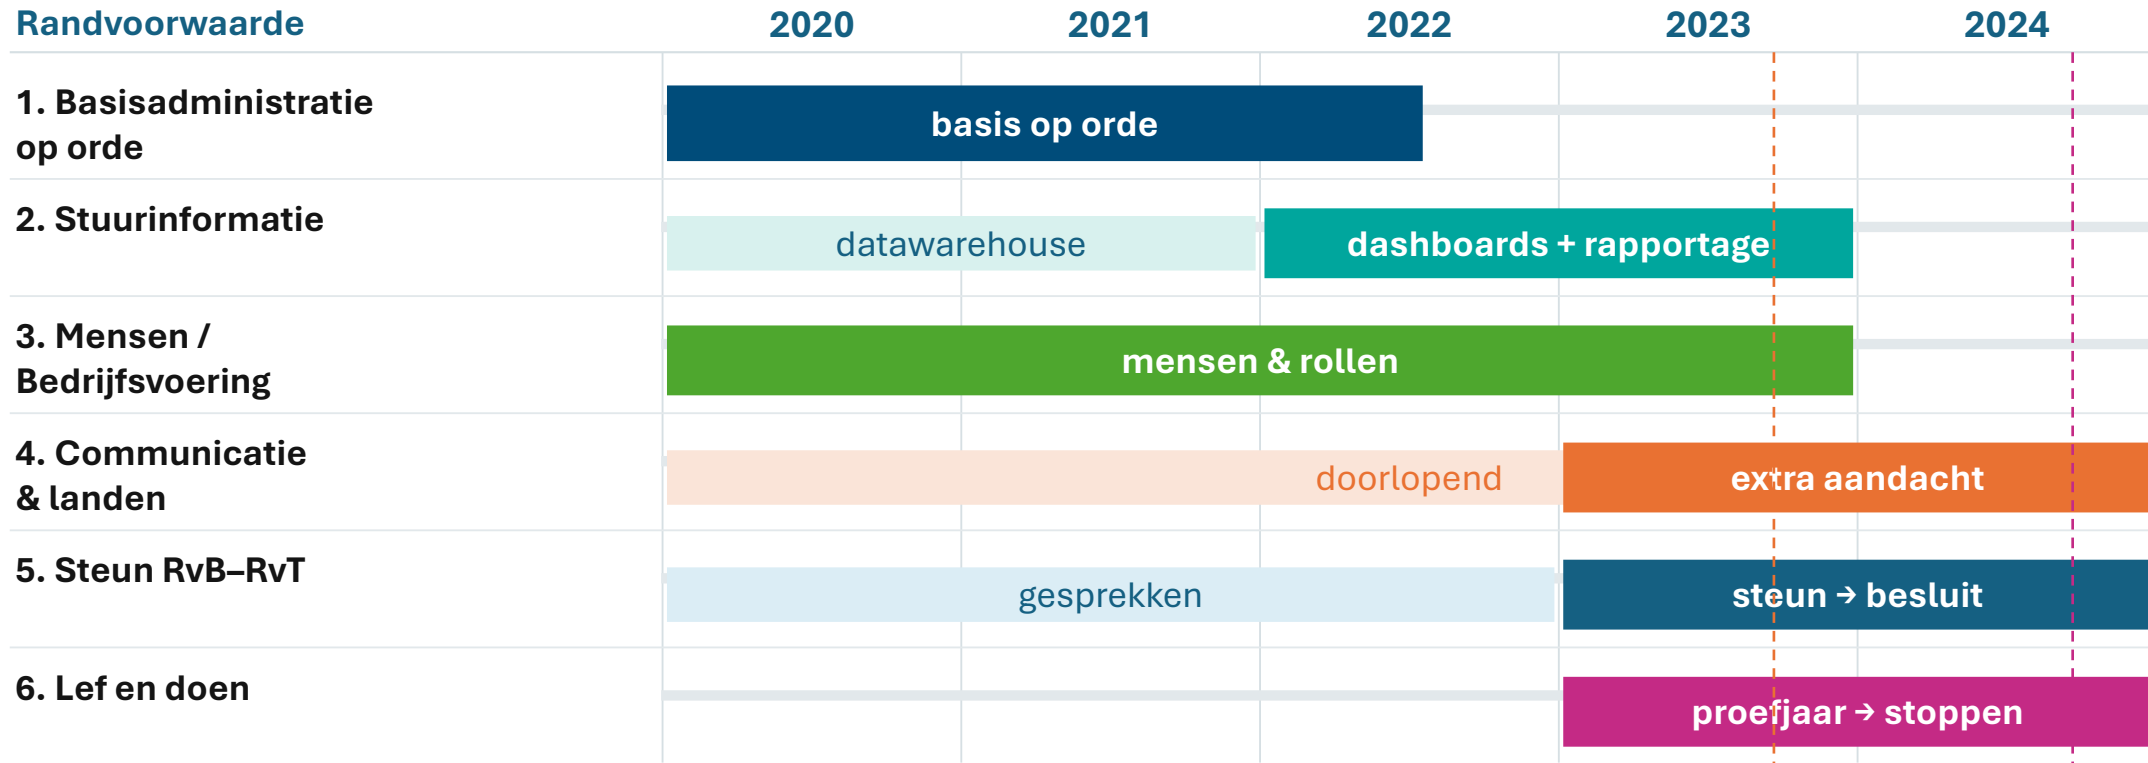 Randvoorwaarde 2020 2021 2022 2023 2024
1. Basisadministratie
op orde
basis op orde
2. Stuurinformatie
datawarehouse
dashboards + rapportage
3. Mensen /
Bedrijfsvoering
mensen & rollen
4. Communicatie
& landen
doorlopend
extra aandacht
5. Steun RvB–RvT
gesprekken
steun → besluit
6. Lef en doen
proefjaar → stoppen